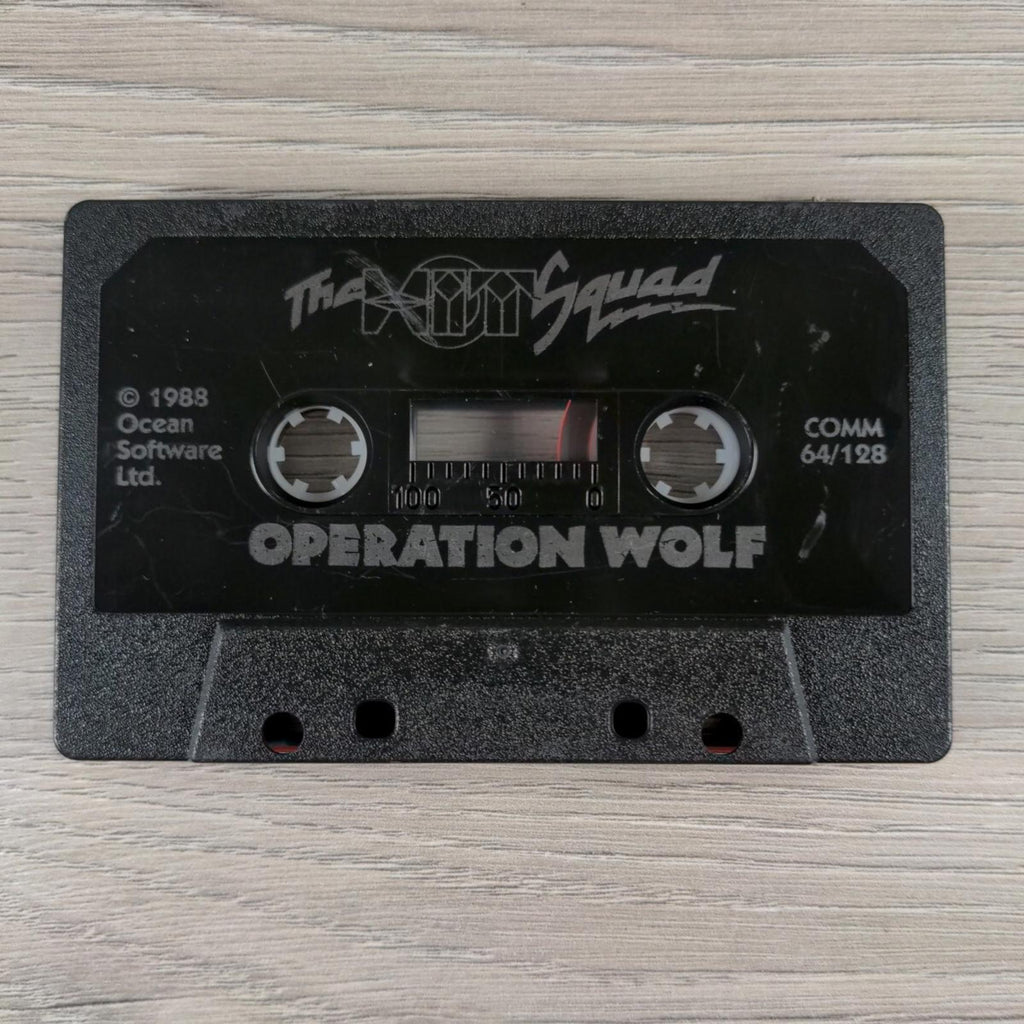 The Hit Squad
© 1988
Ocean
Software
Ltd.
COMM
64/128
100 50 0
OPERATION WOLF